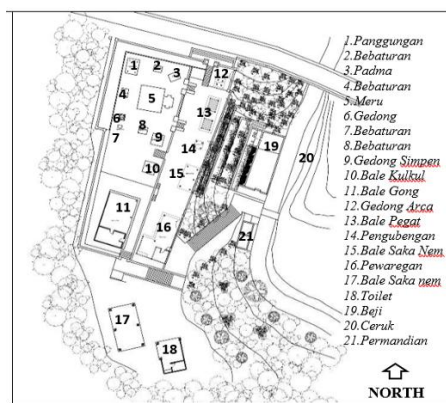 1.Panggungan
2.Bebaturan
3.Padma
4.Bebaturan
5.Meru
6.Gedong
7.Bebaturan
8.Bebaturan
9.Gedong Simpen
10.Bale Kulkul
11.Bale Gong
12.Gedong Arca
13.Bale Pegat
14.Pengubengan
15.Bale Saka Nem
16.Pewaregan
17.Bale Saka nem
18.Toilet
19.Beji
20.Ceruk
21.Permandian
NORTH
1
2
3
12
4
5
13
6
7
8
9
14
19
20
10
15
11
16
21
17
18